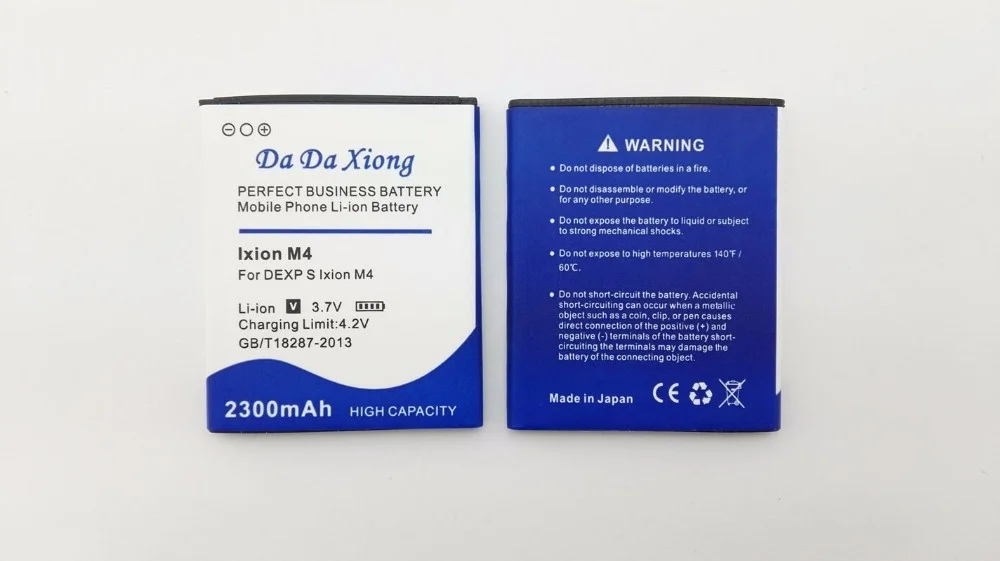 Da Da Xiong
PERFECT BUSINESS BATTERY
Mobile Phone Li-ion Battery
Ixion M4
For DEXP S Ixion M4
Li-ion V 3.7V
Charging Limit:4.2V
GB/T18287-2013
2300mAh HIGH CAPACITY
WARNING
• Do not dispose of batteries in a fire.
• Do not disassemble or modify the battery, or
for any other purpose.
• Do not expose the battery to liquid or subject
to strong mechanical shocks.
• Do not expose to high temperatures 140℉ /
60℃.
• Do not short-circuit the battery. Accidental
short-circuiting can occur when a metallic
object such as a coin, clip, or pen causes
direct connection of the positive (+) and
negative (-) terminals of the battery short-
circuiting the terminals may damage the
battery of the connecting object.
Made in Japan CE